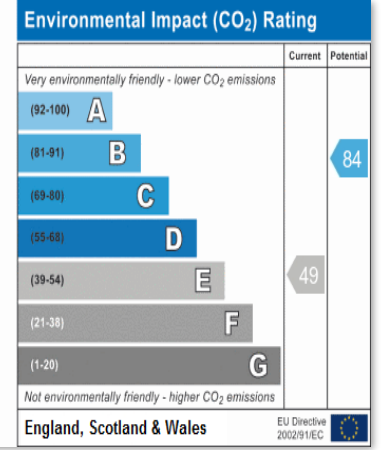 Environmental Impact (CO₂) Rating
Current Potential
Very environmentally friendly - lower CO₂ emissions
(92-100) A
(81-91) B
84
(69-80) C
(55-68) D
(39-54) E
49
(21-38) F
(1-20) G
Not environmentally friendly - higher CO₂ emissions
England, Scotland & Wales
EU Directive
2002/91/EC